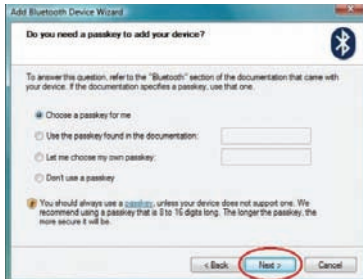 Add Bluetooth Device Wizard
Do you need a passkey to add your device?
To answer this question, refer to the "Bluetooth" section of the documentation that came with
your device. If the documentation specifies a passkey, use that one.
Choose a passkey for me
Use the passkey found in the documentation:
Let me choose my own passkey:
Don't use a passkey
You should always use a passkey, unless your device does not support one. We
recommend using a passkey that is 8 to 16 digits long. The longer the passkey, the
more secure it will be.
< Back Next > Cancel